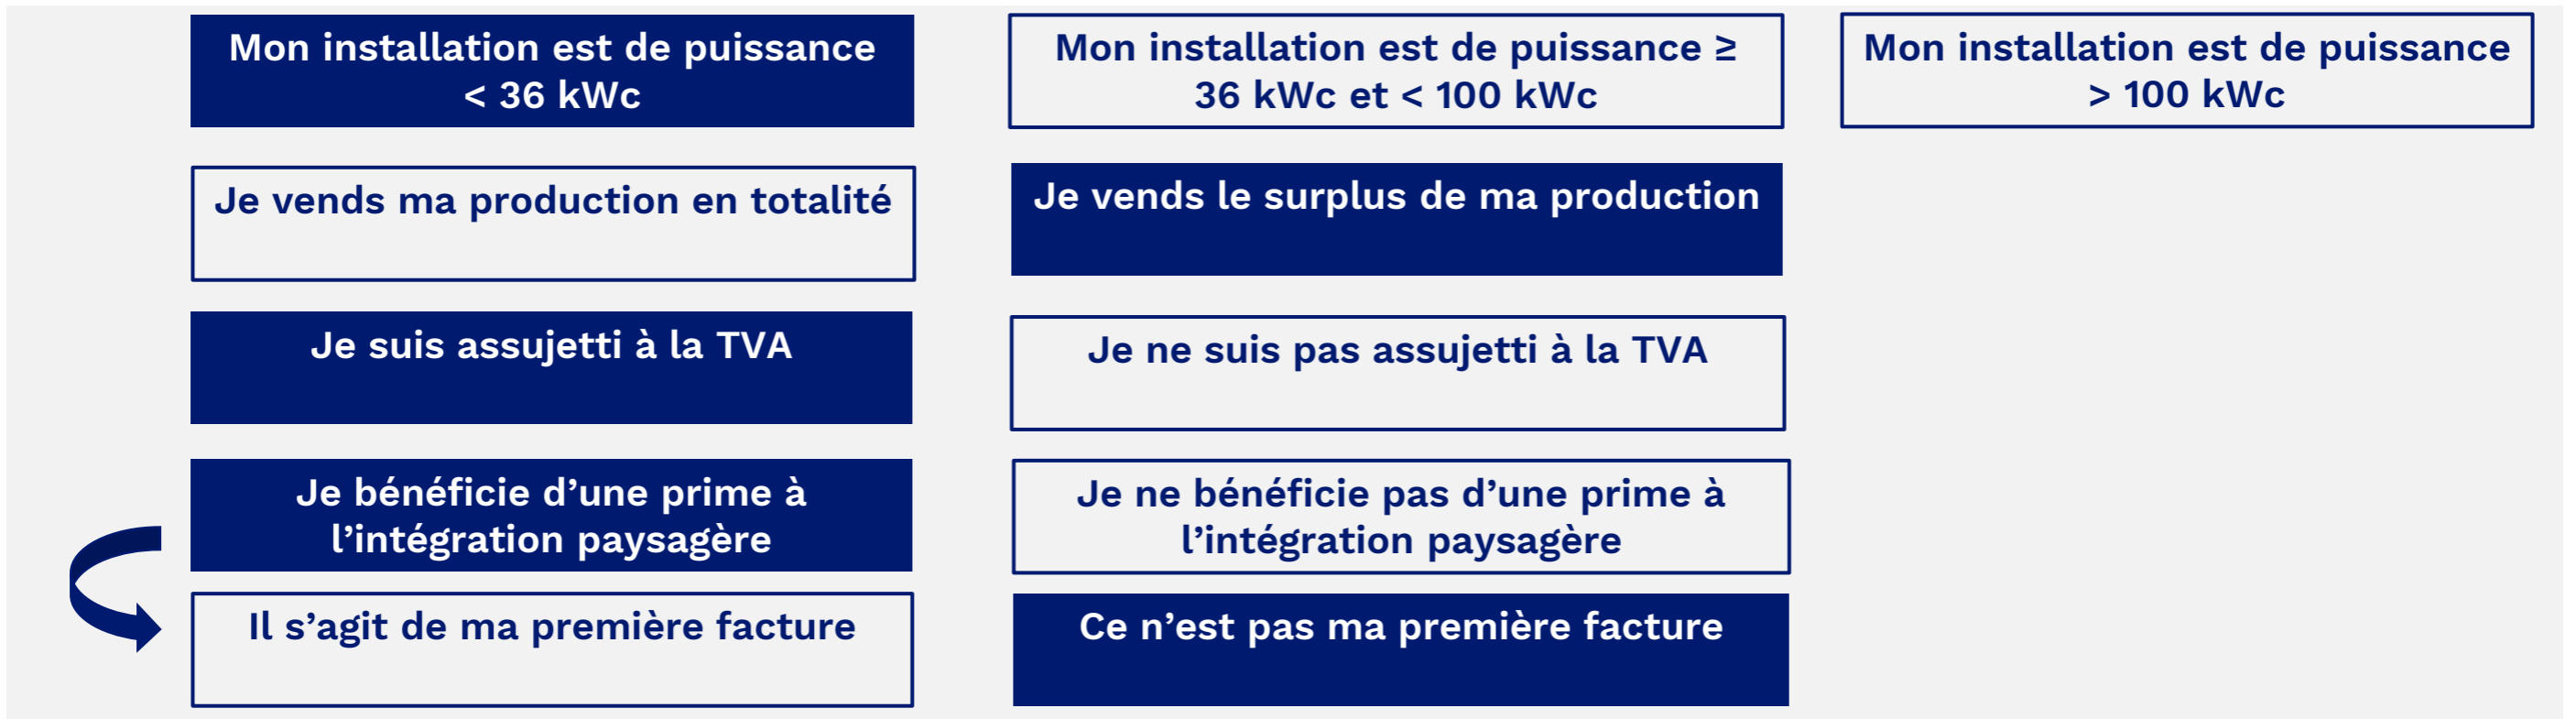 Mon installation est de puissance
< 36 kWc
Mon installation est de puissance ≥
36 kWc et < 100 kWc
Mon installation est de puissance
> 100 kWc
Je vends ma production en totalité
Je vends le surplus de ma production
Je suis assujetti à la TVA
Je ne suis pas assujetti à la TVA
Je bénéficie d’une prime à
l’intégration paysagère
Je ne bénéficie pas d’une prime à
l’intégration paysagère
Il s’agit de ma première facture
Ce n’est pas ma première facture